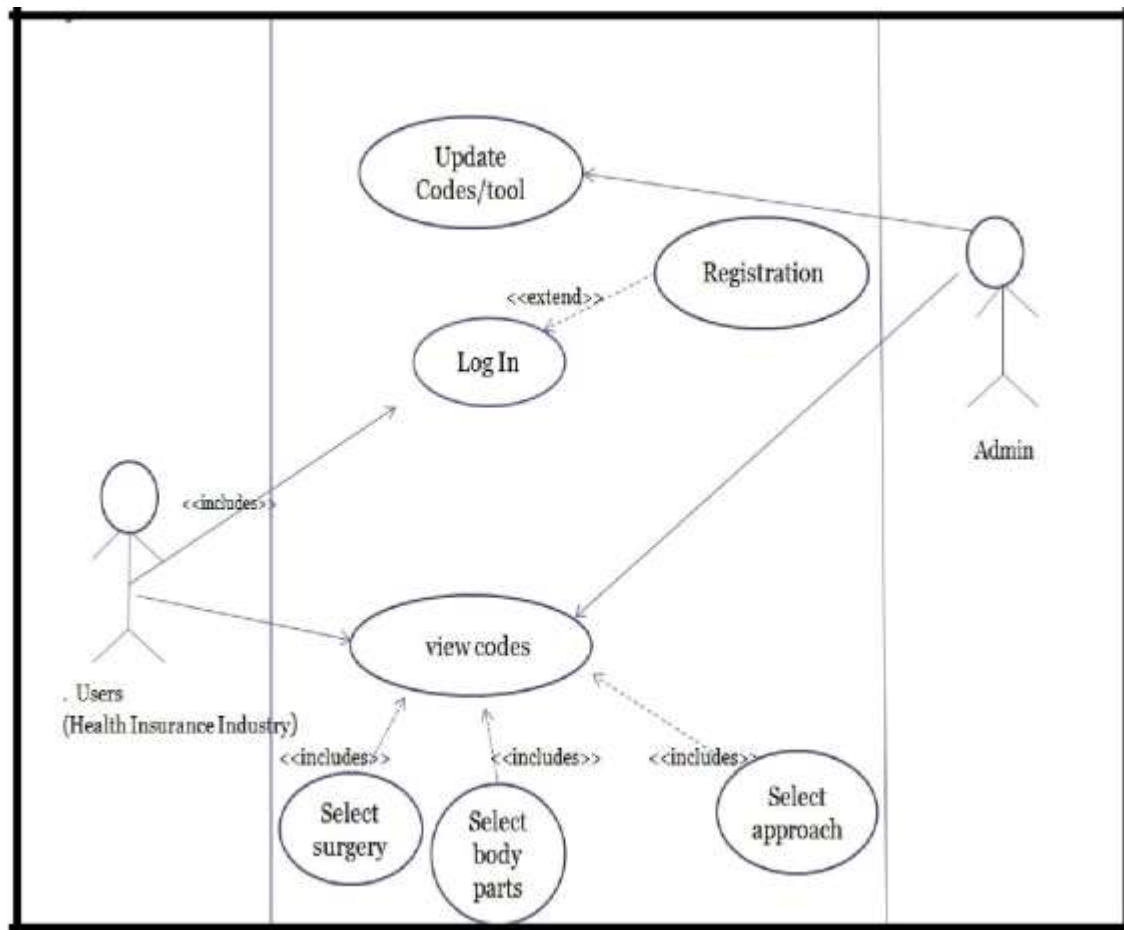 Update
Codes/tool
Registration
<<extend>>
Log In
Admin
<<includes>>
view codes
. Users
(Health Insurance Industry)
<<includes>>
<<includes>>
<<includes>>
Select
surgery
Select
body
parts
Select
approach